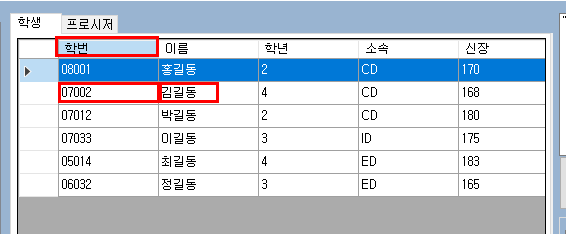 학생 프로시저
학번 이름 학년 소속 신장
08001 홍길동 2 CD 170
07002 김길동 4 CD 168
07012 박길동 2 CD 180
07033 이길동 3 ID 175
05014 최길동 4 ED 183
06032 정길동 3 ED 165